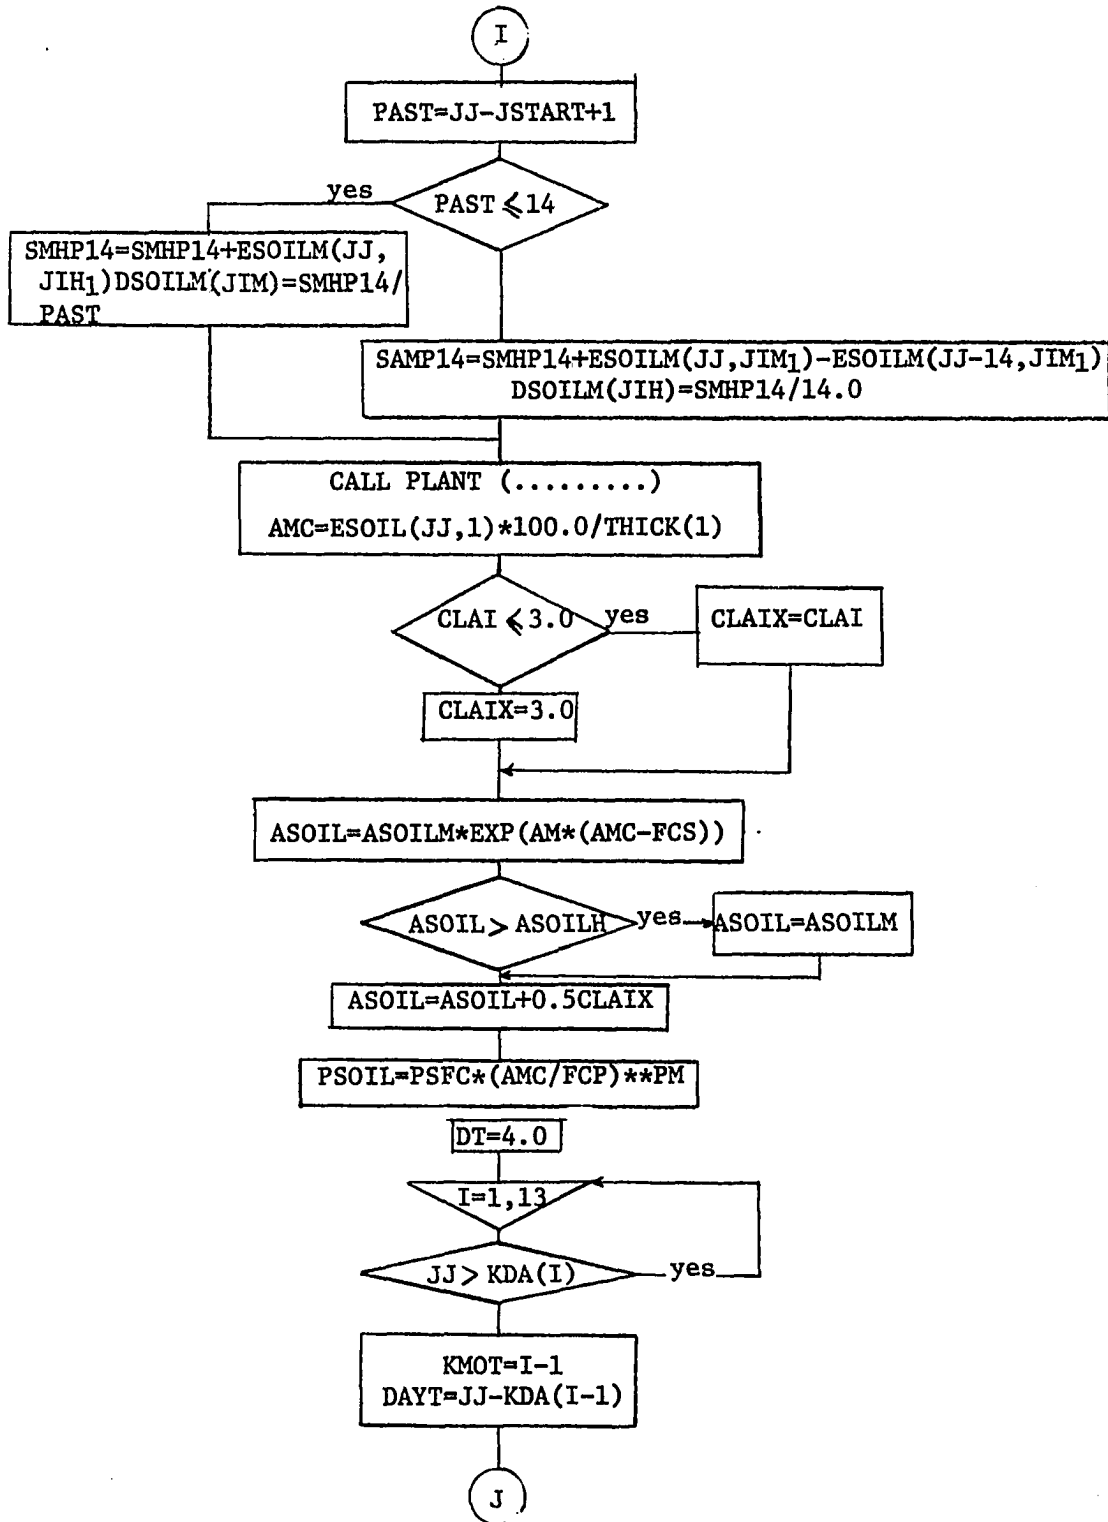 I
PAST=JJ-JSTART+1
yes
PAST⩽14
SMHP14=SMHP14+ESOILM(JJ,
JIH1)DSOILM(JIM)=SMHP14/
PAST
SAMP14=SMHP14+ESOILM(JJ,JIM1)-ESOILM(JJ-14,JIM1)
DSOILM(JIH)=SMHP14/14.0
CALL PLANT (.........)
AMC=ESOIL(JJ,1)*100.0/THICK(1)
CLAI⩽3.0
yes
CLAIX=CLAI
CLAIX=3.0
ASOIL=ASOILM*EXP(AM*(AMC-FCS))
ASOIL> ASOILH
yes
ASOIL=ASOILM
ASOIL=ASOIL+0.5CLAIX
PSOIL=PSFC*(AMC/FCP)**PM
DT=4.0
I=1,13
JJ> KDA(I)
yes
KMOT=I-1
DAYT=JJ-KDA(I-1)
J